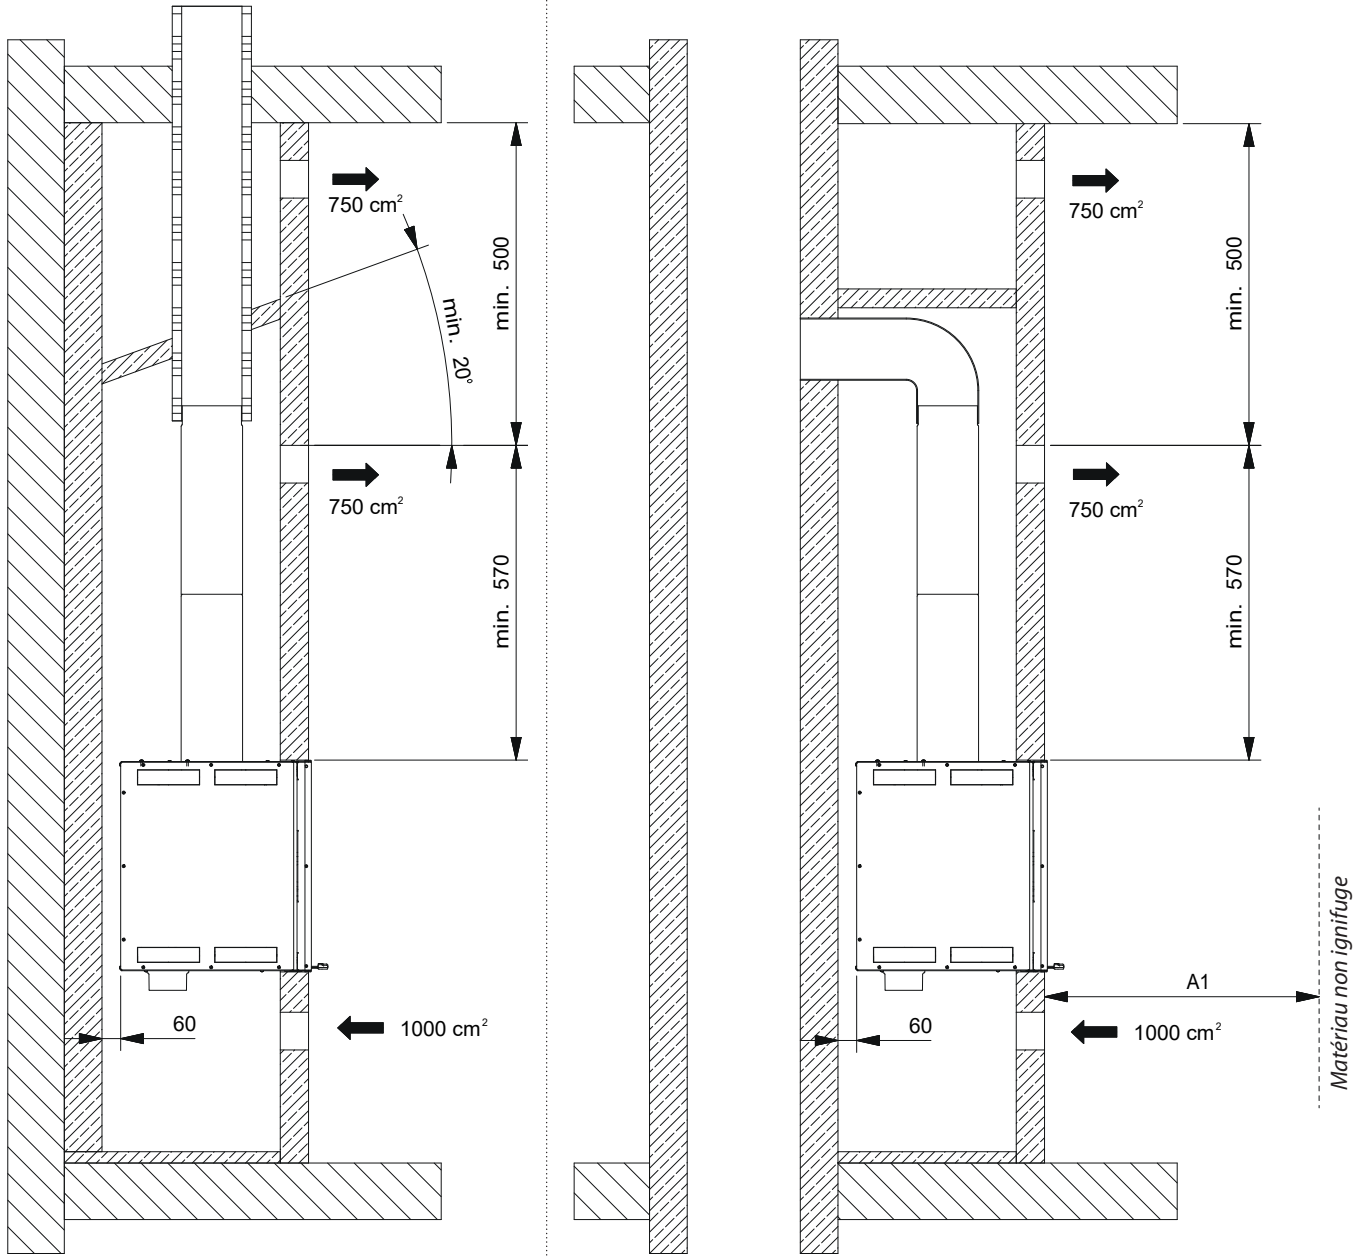 750 cm²
min. 500
min. 20°
750 cm²
min. 570
60
1000 cm²
750 cm²
min. 500
750 cm²
min. 570
A1
60
1000 cm²
Matériau non ignifuge